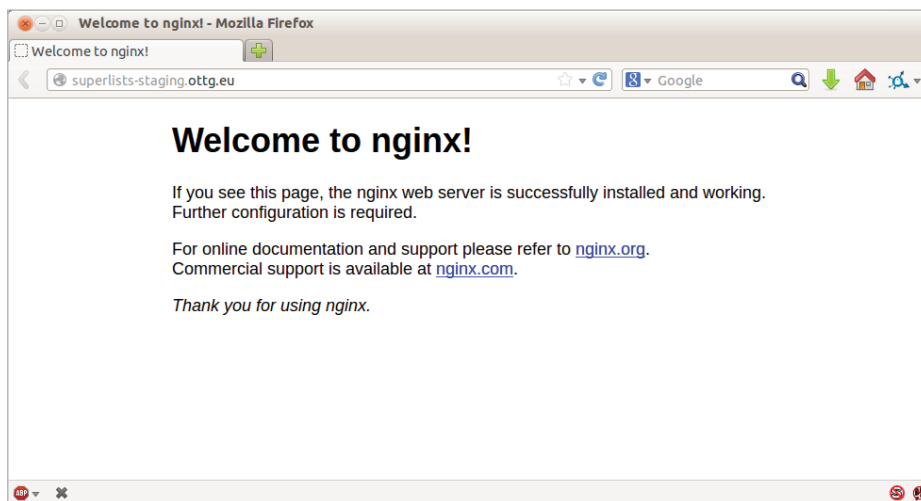 Welcome to nginx! - Mozilla Firefox
Welcome to nginx!
superlists-staging.ottg.eu
Google
Welcome to nginx!
If you see this page, the nginx web server is successfully installed and working.
Further configuration is required.
For online documentation and support please refer to nginx.org.
Commercial support is available at nginx.com.
Thank you for using nginx.
ABP